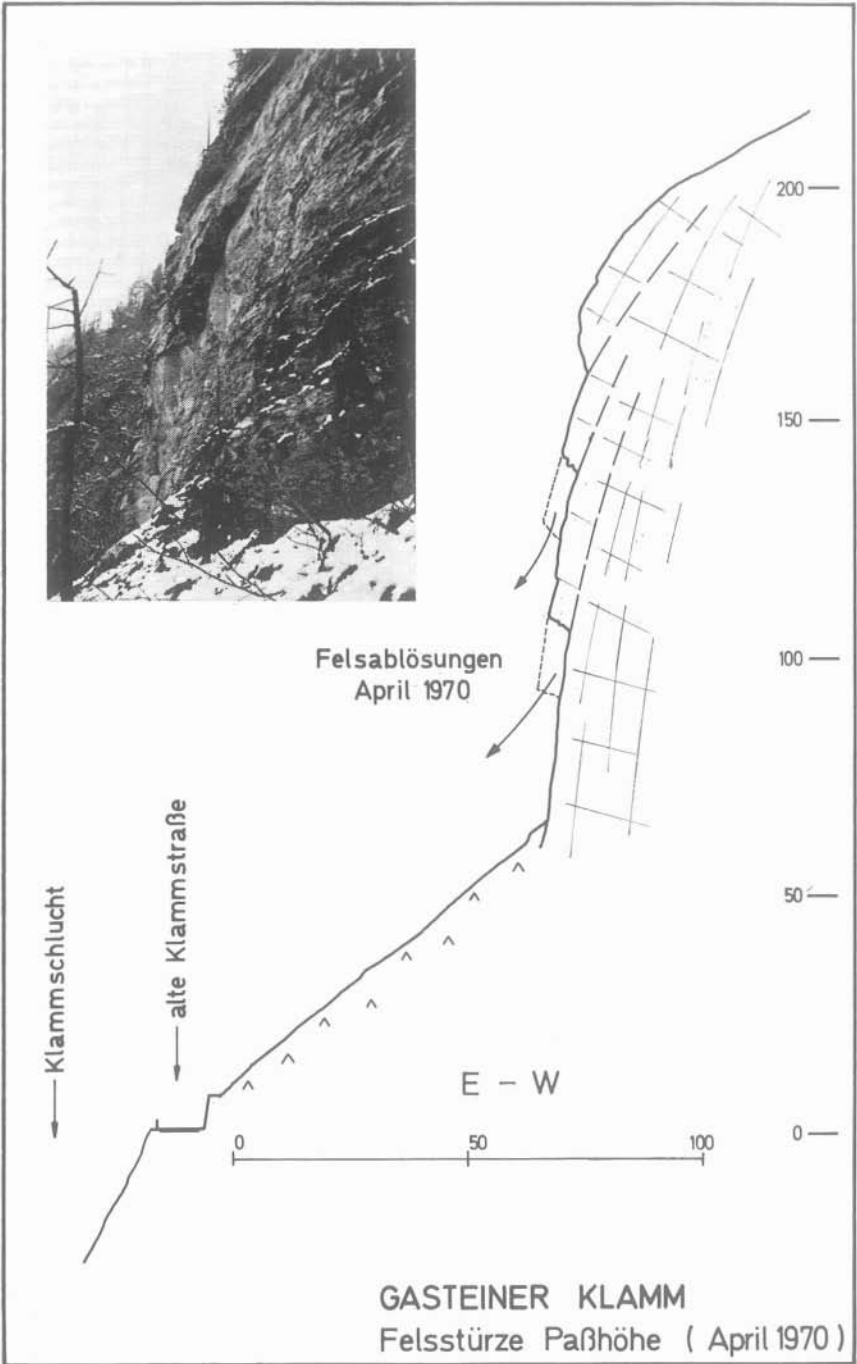 200
150
Felsablösungen
April 1970
100
Klammschlucht
alte Klammstraße
50
E - W
0 50 100
0
GASTEINER KLAMM
Felsstürze Paßhöhe ( April 1970 )